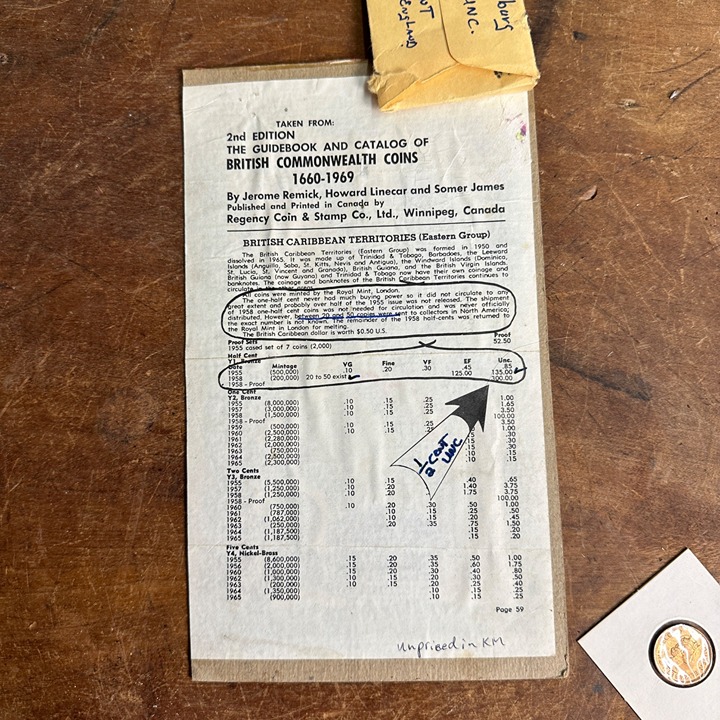 burg
UNC.
NT
ENGLAND
TAKEN FROM:
2nd EDITION
THE GUIDEBOOK AND CATALOG OF
BRITISH COMMONWEALTH COINS
1660-1969
By Jerome Remick, Howard Linecar and Somer James
Published and Printed in Canada by
Regency Coin & Stamp Co., Ltd., Winnipeg, Canada
BRITISH CARIBBEAN TERRITORIES (Eastern Group)
The British Caribbean Territories (Eastern Group) was formed in 1950 and
dissolved in 1965. It was made up of Trinidad & Tobago, Barbadoes, the Leeward
Islands (Anguilla, Saba, St. Kitts, Nevis and Antigua), the Windward Islands (Dominica,
St. Lucia, St. Vincent and Granada), British Guiana, and the British Virgin Islands.
British Guiana (now Guyana) and Trinidad & Tobago now have their own coinage and
banknotes. The coinage and banknotes of the British Caribbean Territories continues to
circulate in the other areas.
All coins were minted by the Royal Mint, London.
The one-half cent never had much buying power so it did not circulate to any
great extent and probably over half of the 1955 issue was not released. The shipment
of 1958 one-half cent coins was not needed for circulation and was never officially
distributed. However, between 20 and 50 copies were sent to collectors in North America;
the exact number is not known. The remainder of the 1958 half-cents was returned to
the Royal Mint in London for melting.
The British Caribbean dollar is worth $0.50 U.S.
Proof Sets Proof
1955 cased set of 7 coins (2,000) 52.50
Half Cent
Y1, Bronze
Date Mintage VG Fine VF EF Unc.
1955 (500,000) .10 .20 .30 .45 .85
1958 (200,000) 20 to 50 exist 125.00 135.00
1958 - Proof 300.00
One Cent
Y2, Bronze
1955 (8,000,000) .10 .15 .25 1.00
1957 (3,000,000) .10 .15 .25 1.65
1958 (1,500,000) .10 .15 .25 3.50
1958 - Proof 100.00
1959 (500,000) .10 .15 .25 3.50
1960 (2,500,000) .10 .15 .25 1.00
1961 (2,280,000) .30
1962 (2,000,000) .30
1963 (750,000) .30
1964 (2,500,000) .10 .15
1965 (2,300,000) .10 .15
1/2 cent
UNC
Two Cents
Y3, Bronze
1955 (5,500,000) .10 .15 .40 .65
1957 (1,250,000) .10 .20 1.40 3.75
1958 (1,250,000) .10 .20 1.75 3.75
1958 - Proof 100.00
1960 (750,000) .10 .20 .30 .50 1.00
1961 (787,000) .10 .15 .25 .50
1962 (1,062,000) .10 .15 .20 .45
1963 (250,000) .20 .35 .75 1.50
1964 (1,187,500) .15 .20
1965 (1,187,500) .15 .20
Five Cents
Y4, Nickel-Brass
1955 (8,600,000) .15 .20 .35 .50 1.00
1956 (2,000,000) .15 .20 .35 .60 1.75
1960 (1,000,000) .15 .20 .30 .40 .80
1962 (1,300,000) .10 .15 .20 .30 .50
1963 (200,000) .10 .15 .20 .25 .40
1964 (1,350,000) .10 .15 .25
1965 (900,000) .10 .15 .25
Page 59
Unpriced in KM